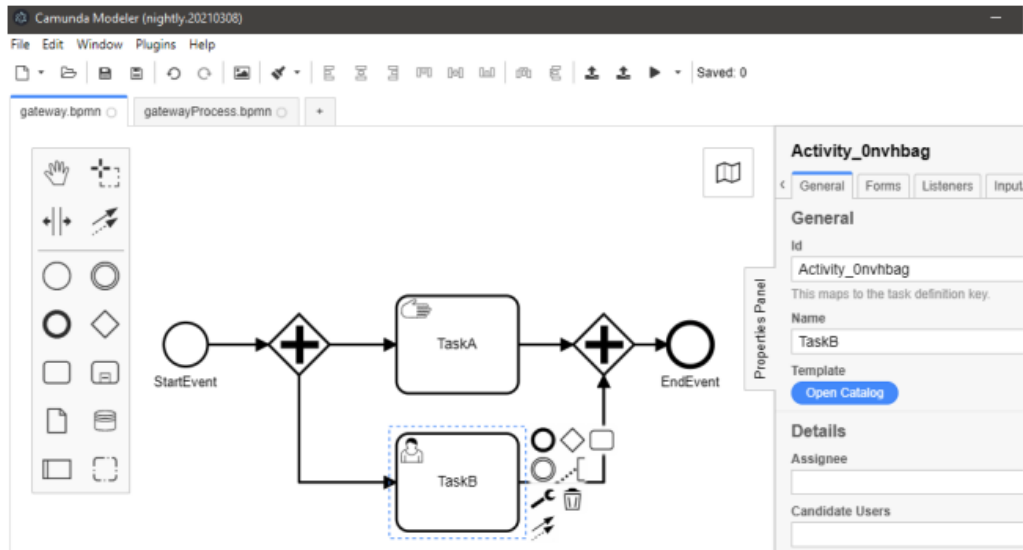 Camunda Modeler (nightly.20210308)
File Edit Window Plugins Help
Saved: 0
gateway.bpmn
gatewayProcess.bpmn
+
Activity_0nvhbag
General Forms Listeners Input
General
Id
Activity_0nvhbag
This maps to the task definition key.
Name
TaskB
Template
Open Catalog
Details
Assignee
Candidate Users
Properties Panel
StartEvent
TaskA
EndEvent
TaskB